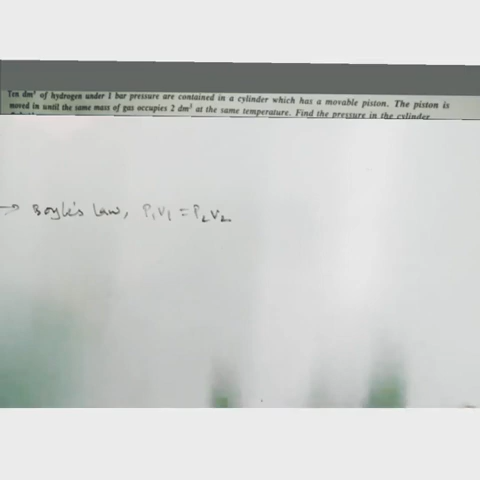 Ten dm³ of hydrogen under 1 bar pressure are contained in a cylinder which has a movable piston. The piston is
moved in until the same mass of gas occupies 2 dm³ at the same temperature. Find the pressure in the cylinder
→ Boyle's Law, P₁V₁ = P₂V₂